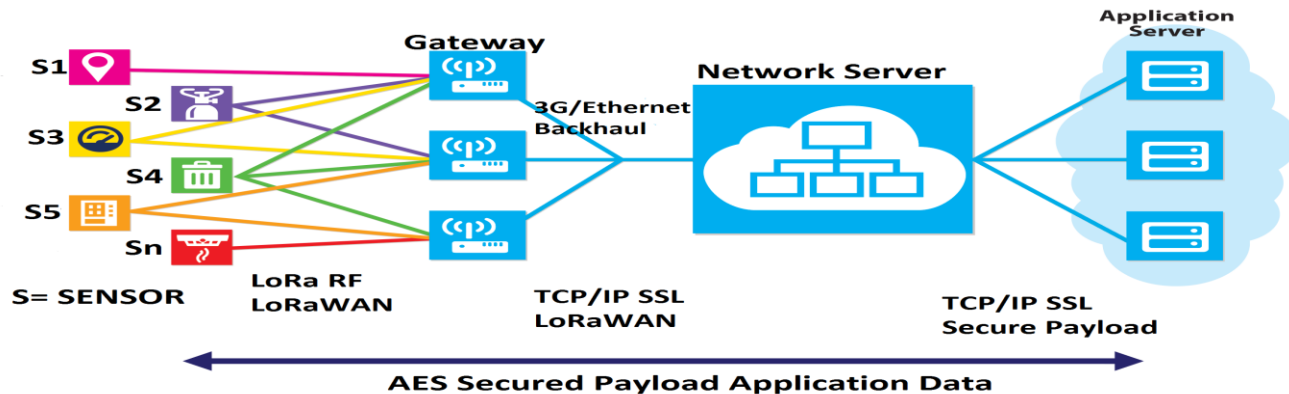 Application
Server
Gateway
S1
Network Server
S2
3G/Ethernet
Backhaul
S3
S4
S5
Sn
LoRa RF
LoRaWAN
S= SENSOR
TCP/IP SSL
LoRaWAN
TCP/IP SSL
Secure Payload
AES Secured Payload Application Data